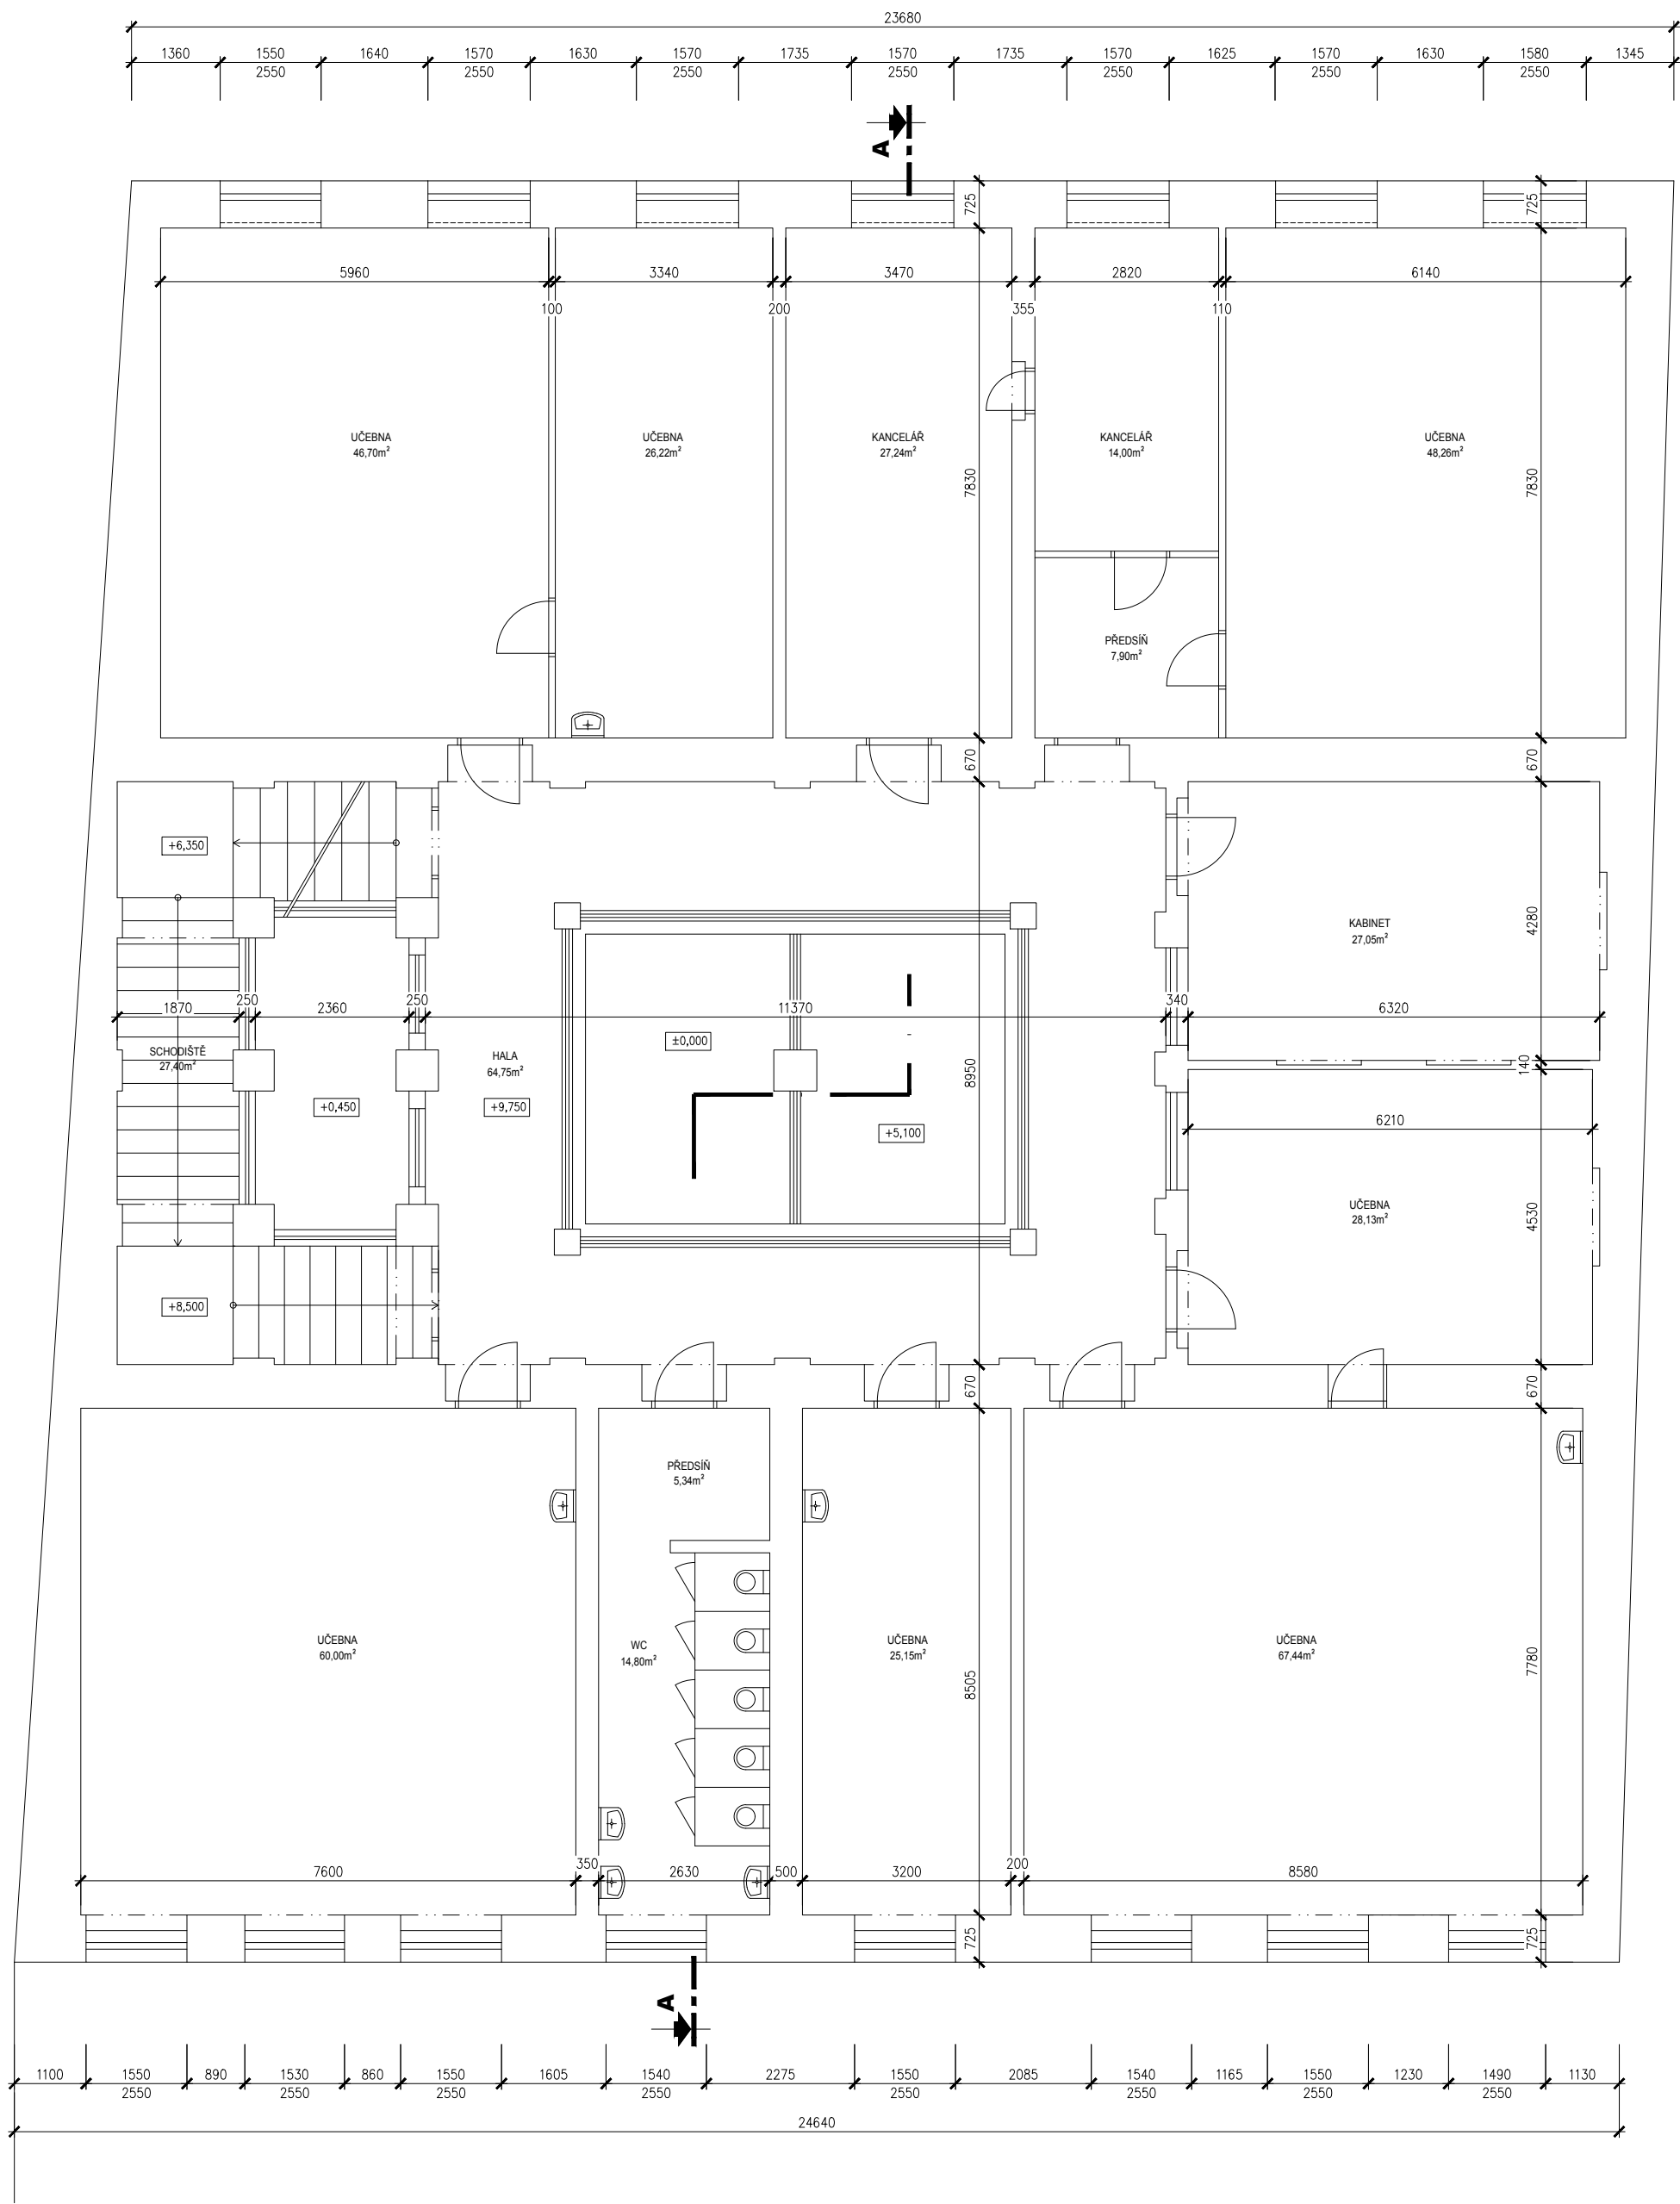 23680
1360 1550 1640 1570 1630 1570 1735 1570 1735 1570 1625 1570 1630 1580 1345
2550 2550 2550 2550 2550 2550 2550
A
725 725
5960 3340 3470 2820 6140
100 200 355 110
UČEBNA
46,70m²
UČEBNA
26,22m²
KANCELÁŘ
27,24m²
KANCELÁŘ
14,00m²
UČEBNA
48,26m²
7830 7830
PŘEDSÍŇ
7,90m²
670 670
+6,350
KABINET
27,05m²
4280
1870 250 2360 250 11370 340 6320
SCHODIŠTĚ
27,40m²
HALA
64,75m²
±0,000
8950
140
+0,450
+9,750
+5,100
6210
UČEBNA
28,13m²
4530
+8,500
670 670
PŘEDSÍŇ
5,34m²
UČEBNA
60,00m²
WC
14,80m²
UČEBNA
25,15m²
UČEBNA
67,44m²
8505 7780
7600 350 2630 500 3200 200 8580
725 725
A
1100 1550 890 1530 860 1550 1605 1540 2275 1550 2085 1540 1165 1550 1230 1490 1130
2550 2550 2550 2550 2550 2550 2550 2550
24640